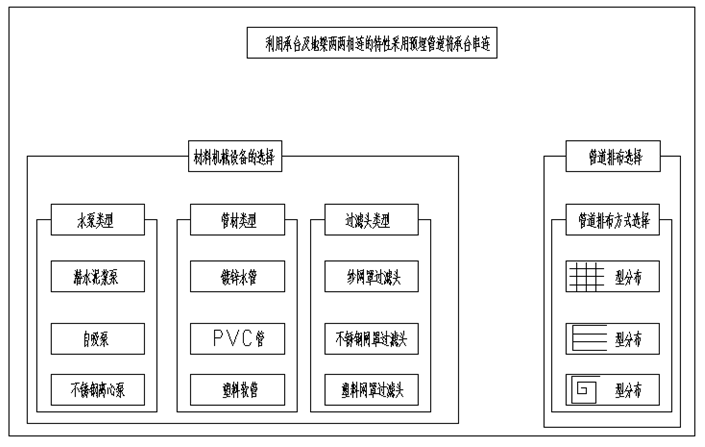 利用承台及地梁两两相连的特性采用预埋管道将承台串连
材料机械设备的选择
管道排布选择
水泵类型
管材类型
过滤头类型
管道排布方式选择
潜水泥浆泵
镀锌水管
纱网罩过滤头
型分布
自吸泵
PVC管
不锈钢网罩过滤头
型分布
不锈钢离心泵
塑料软管
塑料网罩过滤头
型分布